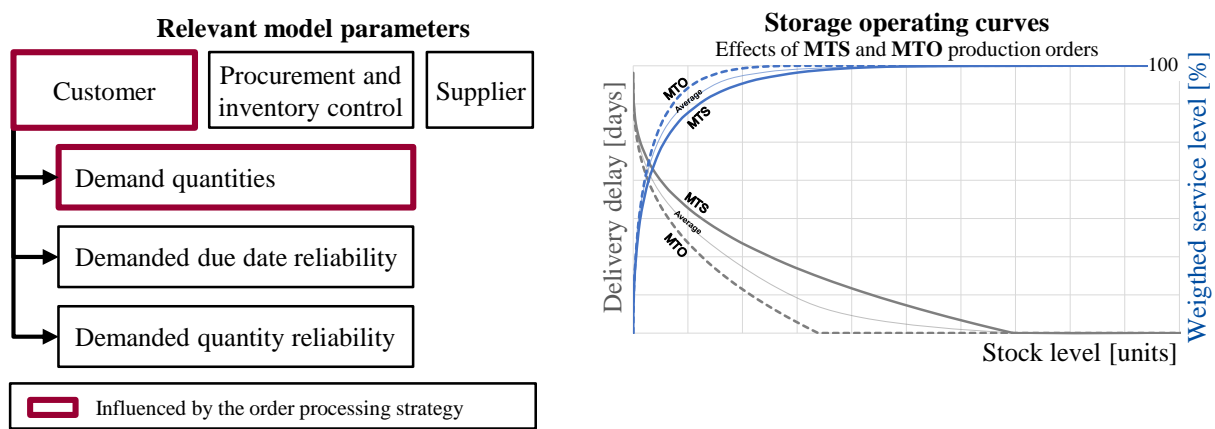 Relevant model parameters
Customer
Procurement and
inventory control
Supplier
Demand quantities
Demanded due date reliability
Demanded quantity reliability
Influenced by the order processing strategy
Storage operating curves
Effects of MTS and MTO production orders
Delivery delay [days]
MTO
Average
MTS
MTS
Average
MTO
100
Weigthed service level [%]
Stock level [units]